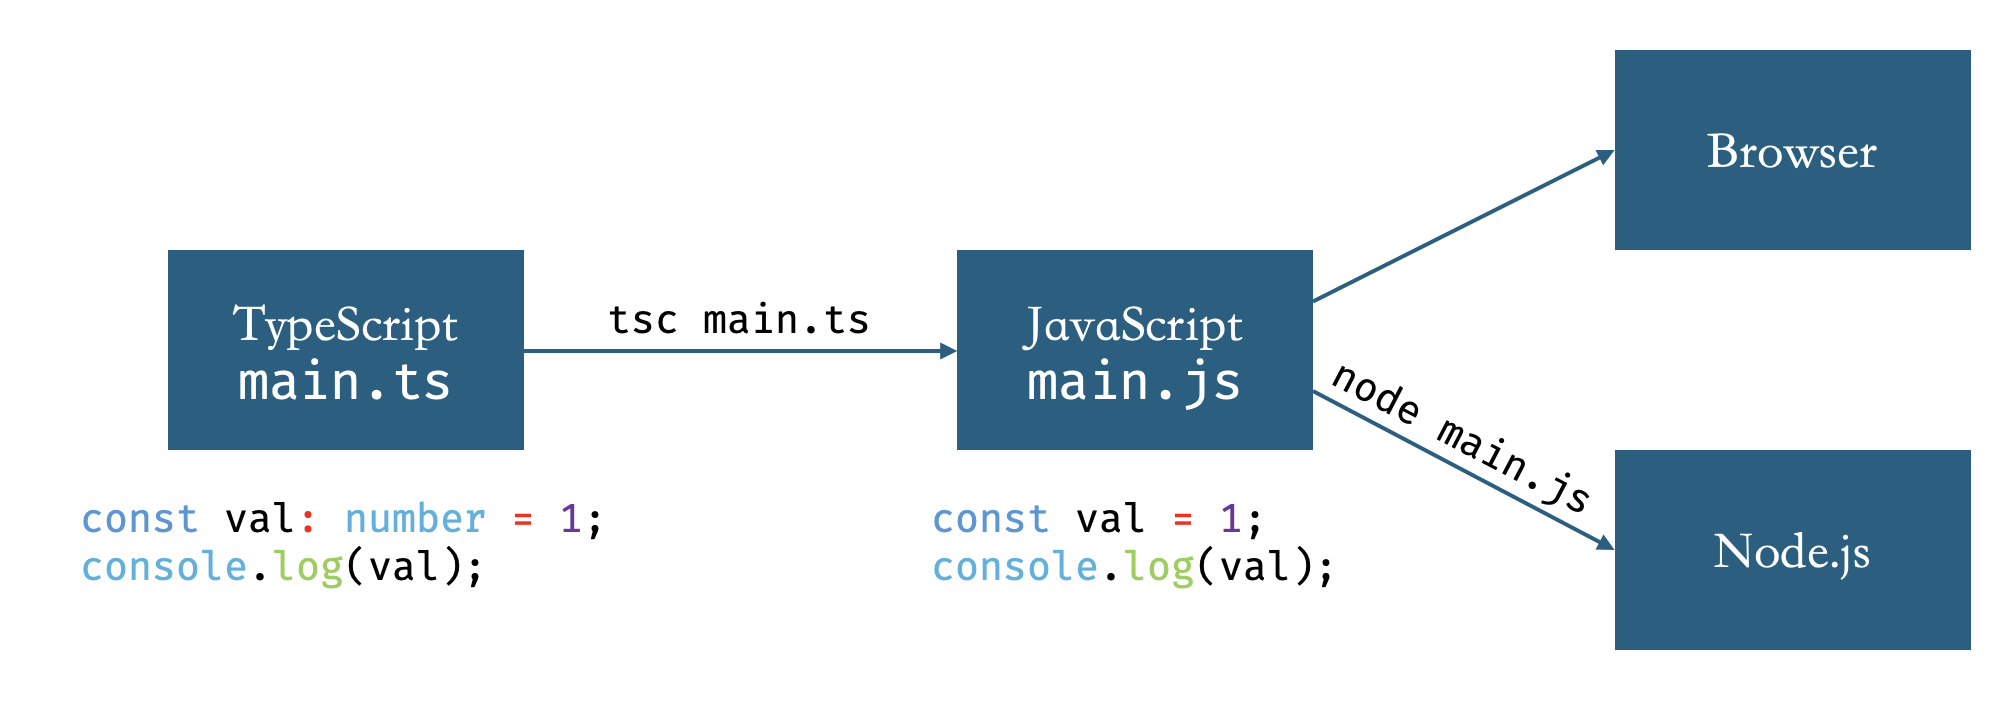 TypeScript
main.ts
const val: number = 1;
console.log(val);
tsc main.ts
JavaScript
main.js
const val = 1;
console.log(val);
node main.js
Browser
Node.js